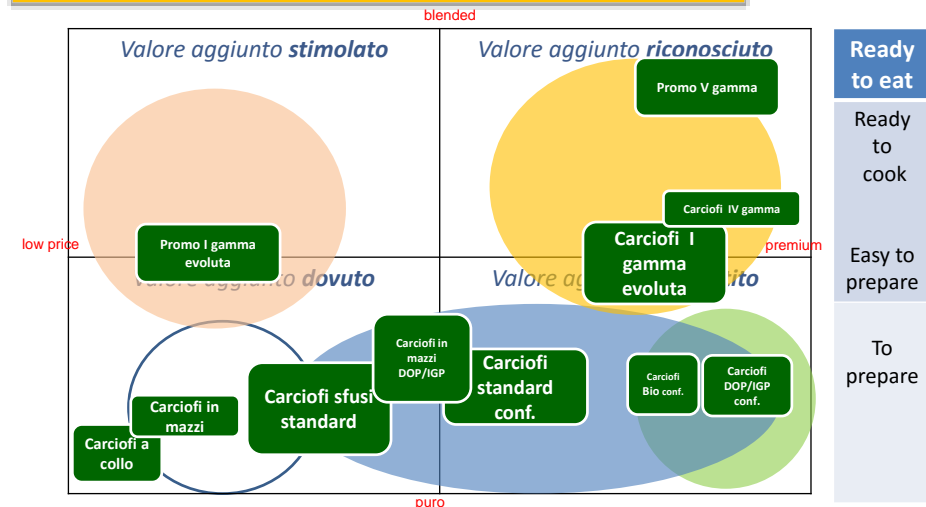 blended
Valore aggiunto stimolato
Valore aggiunto riconosciuto
Ready
to eat
Promo V gamma
Ready
to
cook
Carciofi IV gamma
low price
Promo I gamma
evoluta
Carciofi I
gamma
evoluta
premium
Easy to
prepare
dovuto
To
prepare
Carciofi in
mazzi
DOP/IGP
Carciofi
standard
conf.
Carciofi
Bio conf.
Carciofi
DOP/IGP
conf.
Carciofi sfusi
standard
Carciofi in
mazzi
Carciofi a
collo
puro